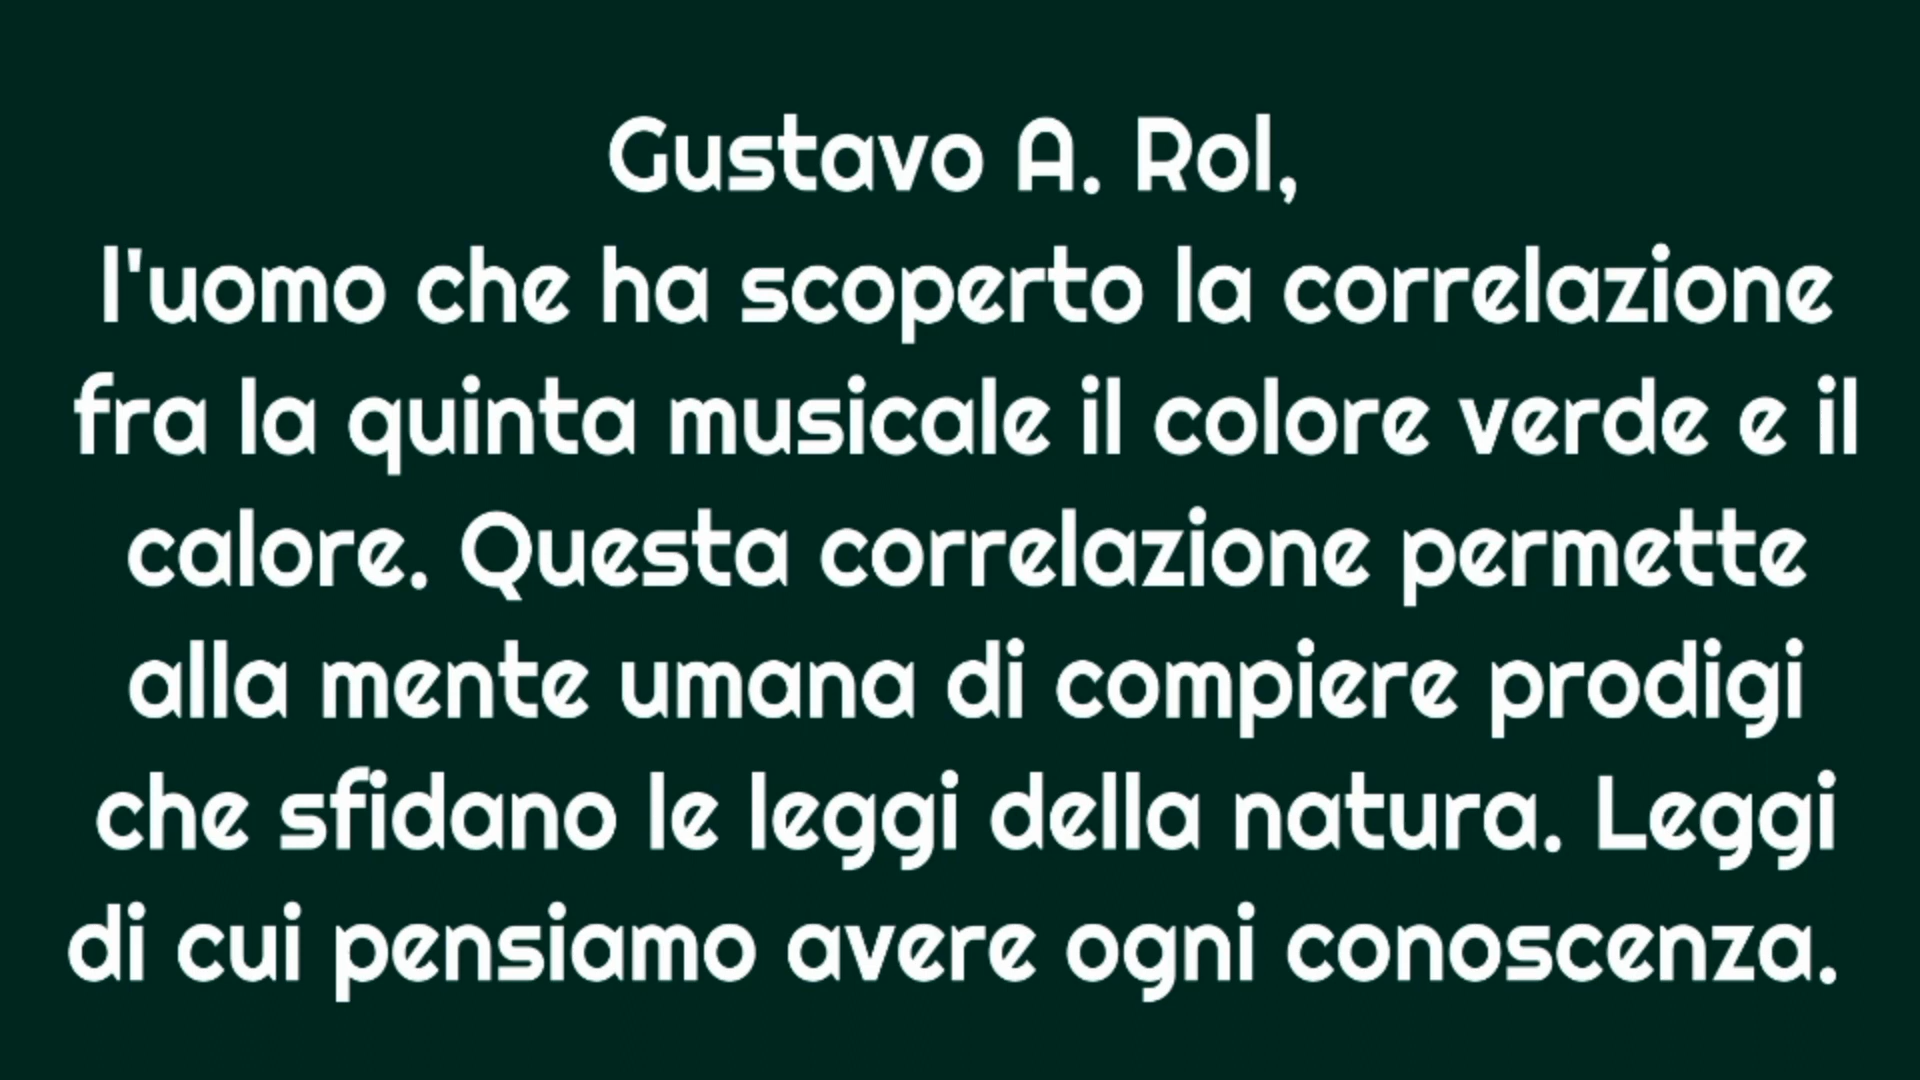 Gustavo A. Rol,
l'uomo che ha scoperto la correlazione
fra la quinta musicale il colore verde e il
calore. Questa correlazione permette
alla mente umana di compiere prodigi
che sfidano le leggi della natura. Leggi
di cui pensiamo avere ogni conoscenza.